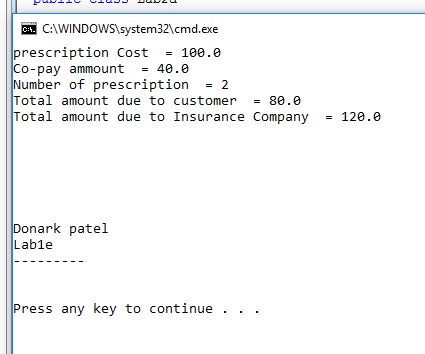 public class Lab2d
C:\WINDOWS\system32\cmd.exe
prescription Cost  = 100.0
Co-pay ammount  = 40.0
Number of prescription  = 2
Total amount due to customer  = 80.0
Total amount due to Insurance Company  = 120.0
Donark patel
Lab1e
---------
Press any key to continue . . .